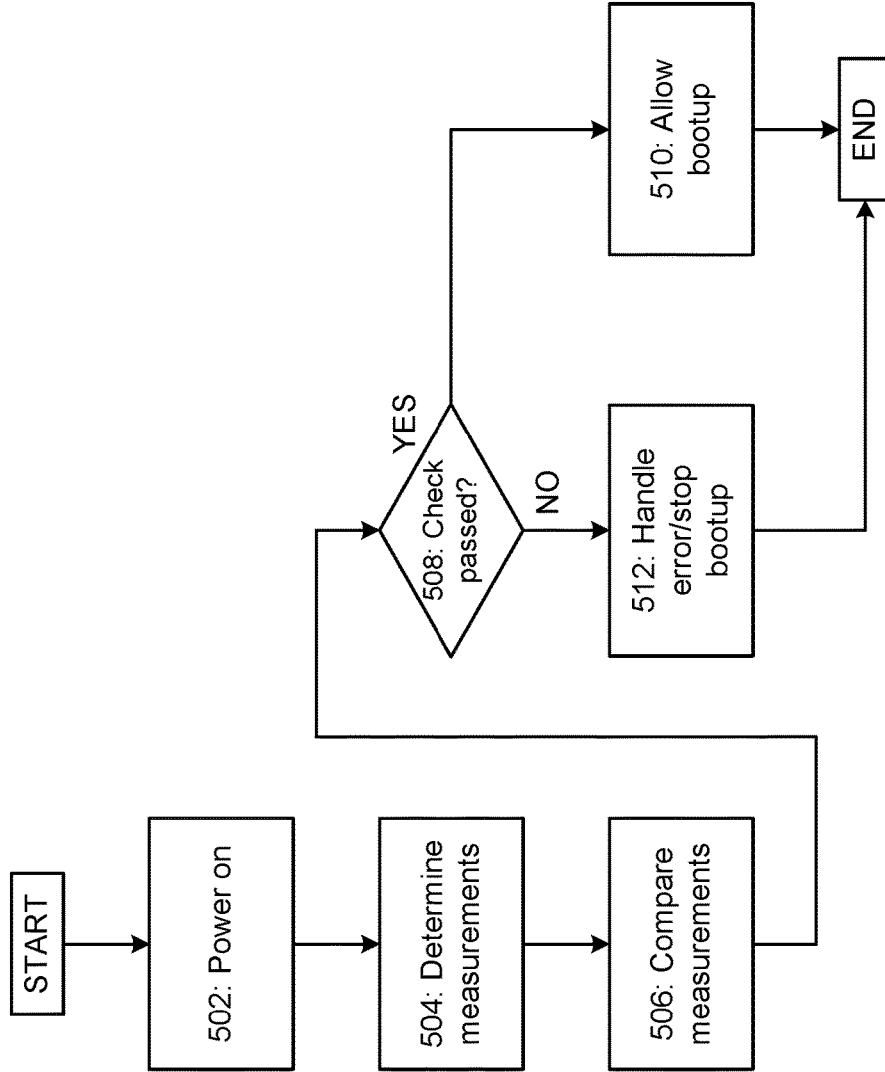 START
502: Power on
504: Determine
measurements
506: Compare
measurements
508: Check
passed?
YES
NO
510: Allow
bootup
512: Handle
error/stop
bootup
END